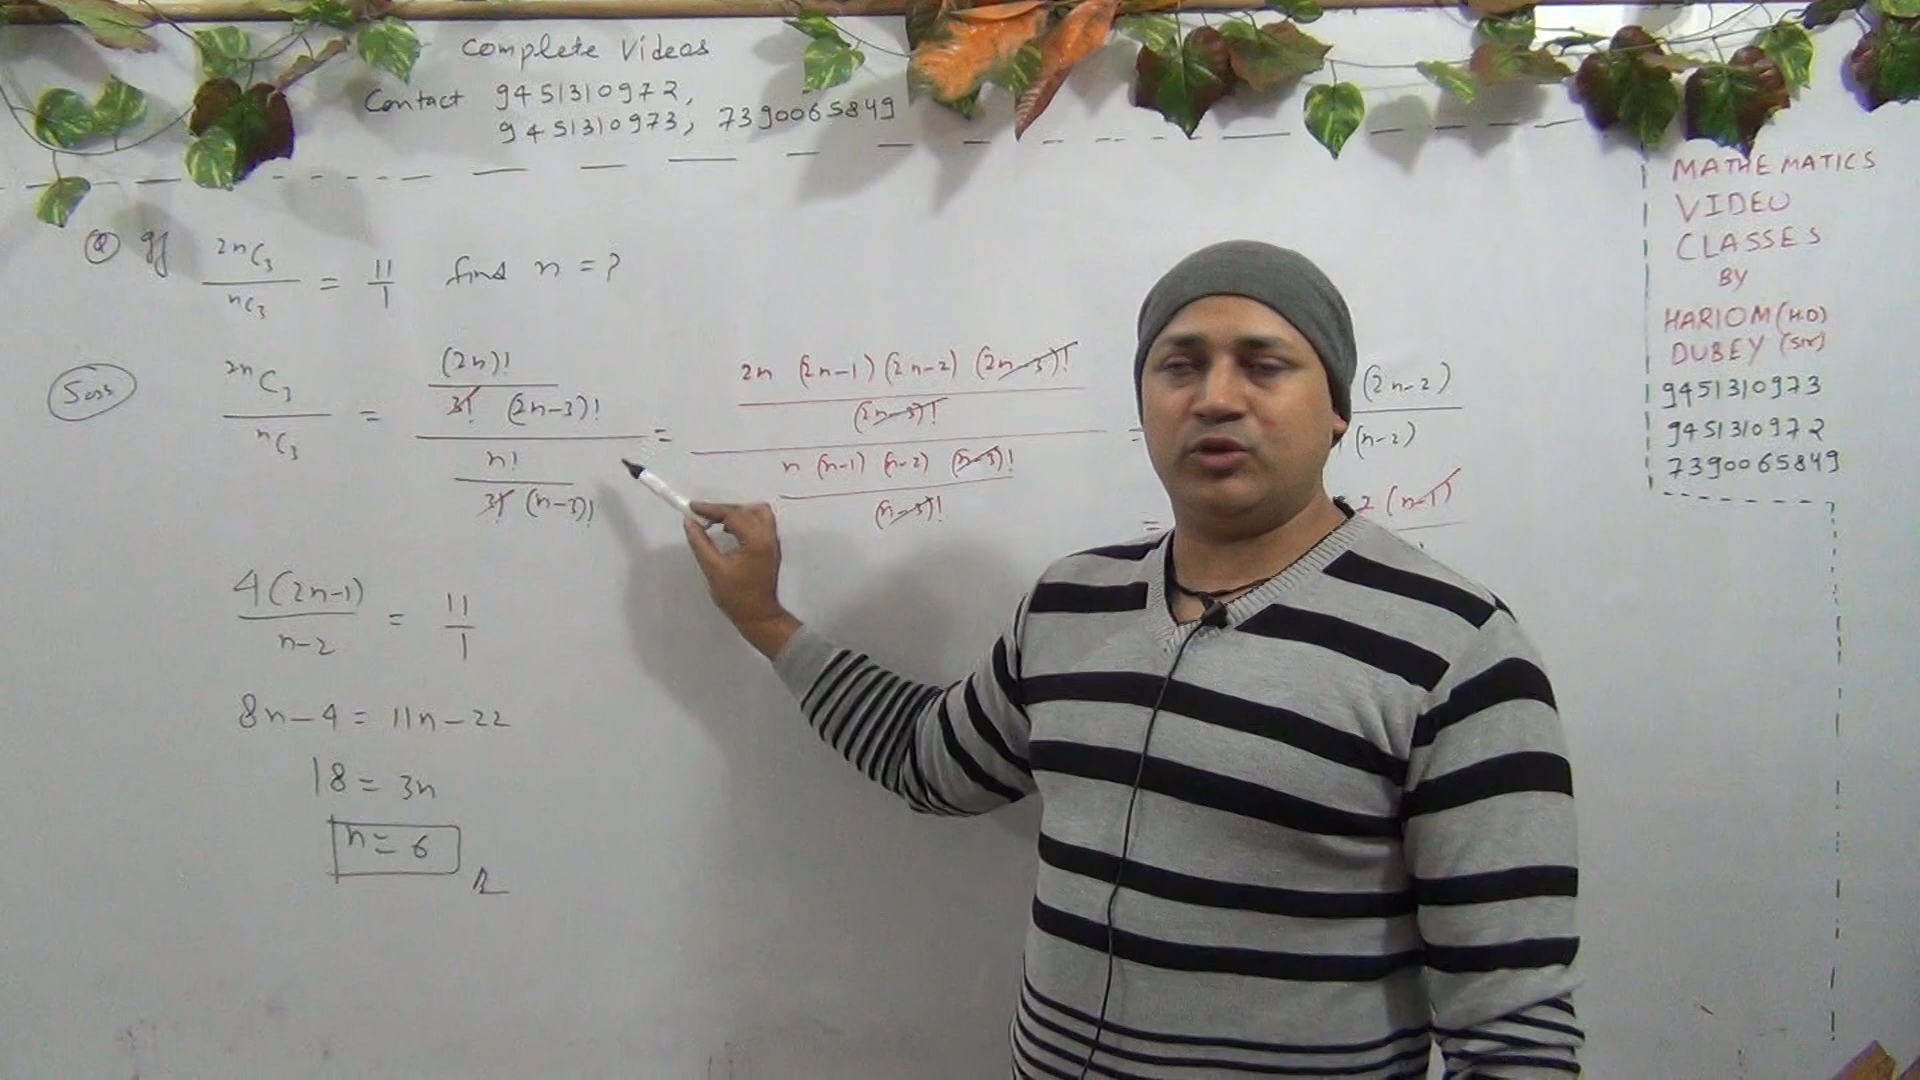 Complete Videos
Contact 9451310972,
9451310973, 7390065849
Q If 2nC3 / nC3 = 11/1 find n = ?
2nC3 / nC3 = (2n)! / 3! (2n-3)! / n! / 3! (n-3)! = 2n (2n-1) (2n-2) (2n-3)! / (2n-3)! / n (n-1) (n-2) (n-3)! / (n-3)! = (2n-2) / (n-2)
= 2 (n-1)
4(2n-1) / n-2 = 11/1
8n-4 = 11n-22
18 = 3n
n = 6
MATHEMATICS
VIDEO
CLASSES
BY
HARIOM (H.D)
DUBEY (Sir)
9451310973
9451310972
7390065849